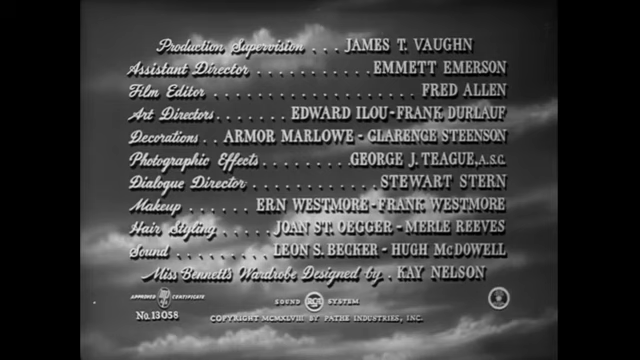 Production Supervision . . . JAMES T. VAUGHN
Assistant Director . . . . . . . . . . . EMMETT EMERSON
Film Editor . . . . . . . . . . . . . . . . . . . FRED ALLEN
Art Directors . . . . . . . EDWARD ILOU-FRANK DURLAUF
Decorations . . ARMOR MARLOWE - CLARENCE STEENSON
Photographic Effects . . . . . . . . GEORGE J. TEAGUE, A.S.C.
Dialogue Director . . . . . . . . . . . . STEWART STERN
Makeup . . . . . . ERN WESTMORE-FRANK WESTMORE
Hair Styling . . . . . JOAN ST. OEGGER - MERLE REEVES
Sound . . . . . . . . . LEON S. BECKER - HUGH McDOWELL
Miss Bennett's Wardrobe Designed by . KAY NELSON
APPROVED CERTIFICATE
No. 13058
SOUND RCA SYSTEM
COPYRIGHT MCMXLVIII BY PATHE INDUSTRIES, INC.